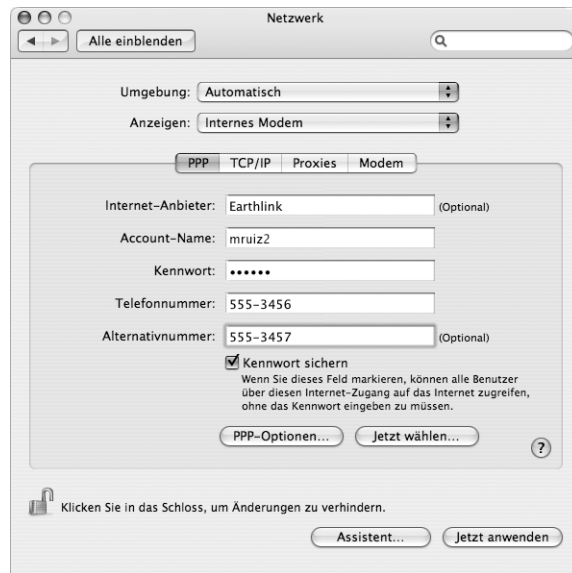 Netzwerk
Alle einblenden
Umgebung: Automatisch
Anzeigen: Internes Modem
PPP TCP/IP Proxies Modem
Internet-Anbieter: Earthlink (Optional)
Account-Name: mruiz2
Kennwort: ••••••
Telefonnummer: 555-3456
Alternativnummer: 555-3457 (Optional)
Kennwort sichern
Wenn Sie dieses Feld markieren, können alle Benutzer
über diesen Internet-Zugang auf das Internet zugreifen,
ohne das Kennwort eingeben zu müssen.
PPP-Optionen... Jetzt wählen... ?
Klicken Sie in das Schloss, um Änderungen zu verhindern.
Assistent... Jetzt anwenden